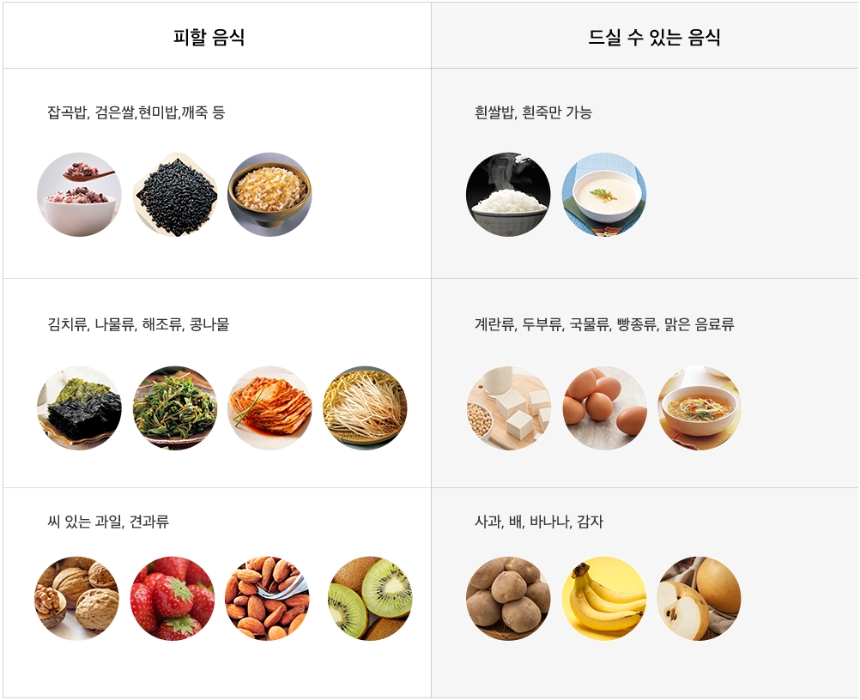 피할 음식
드실 수 있는 음식
잡곡밥, 검은쌀,현미밥,깨죽 등
흰쌀밥, 흰죽만 가능
김치류, 나물류, 해조류, 콩나물
계란류, 두부류, 국물류, 빵종류, 맑은 음료류
씨 있는 과일, 견과류
사과, 배, 바나나, 감자